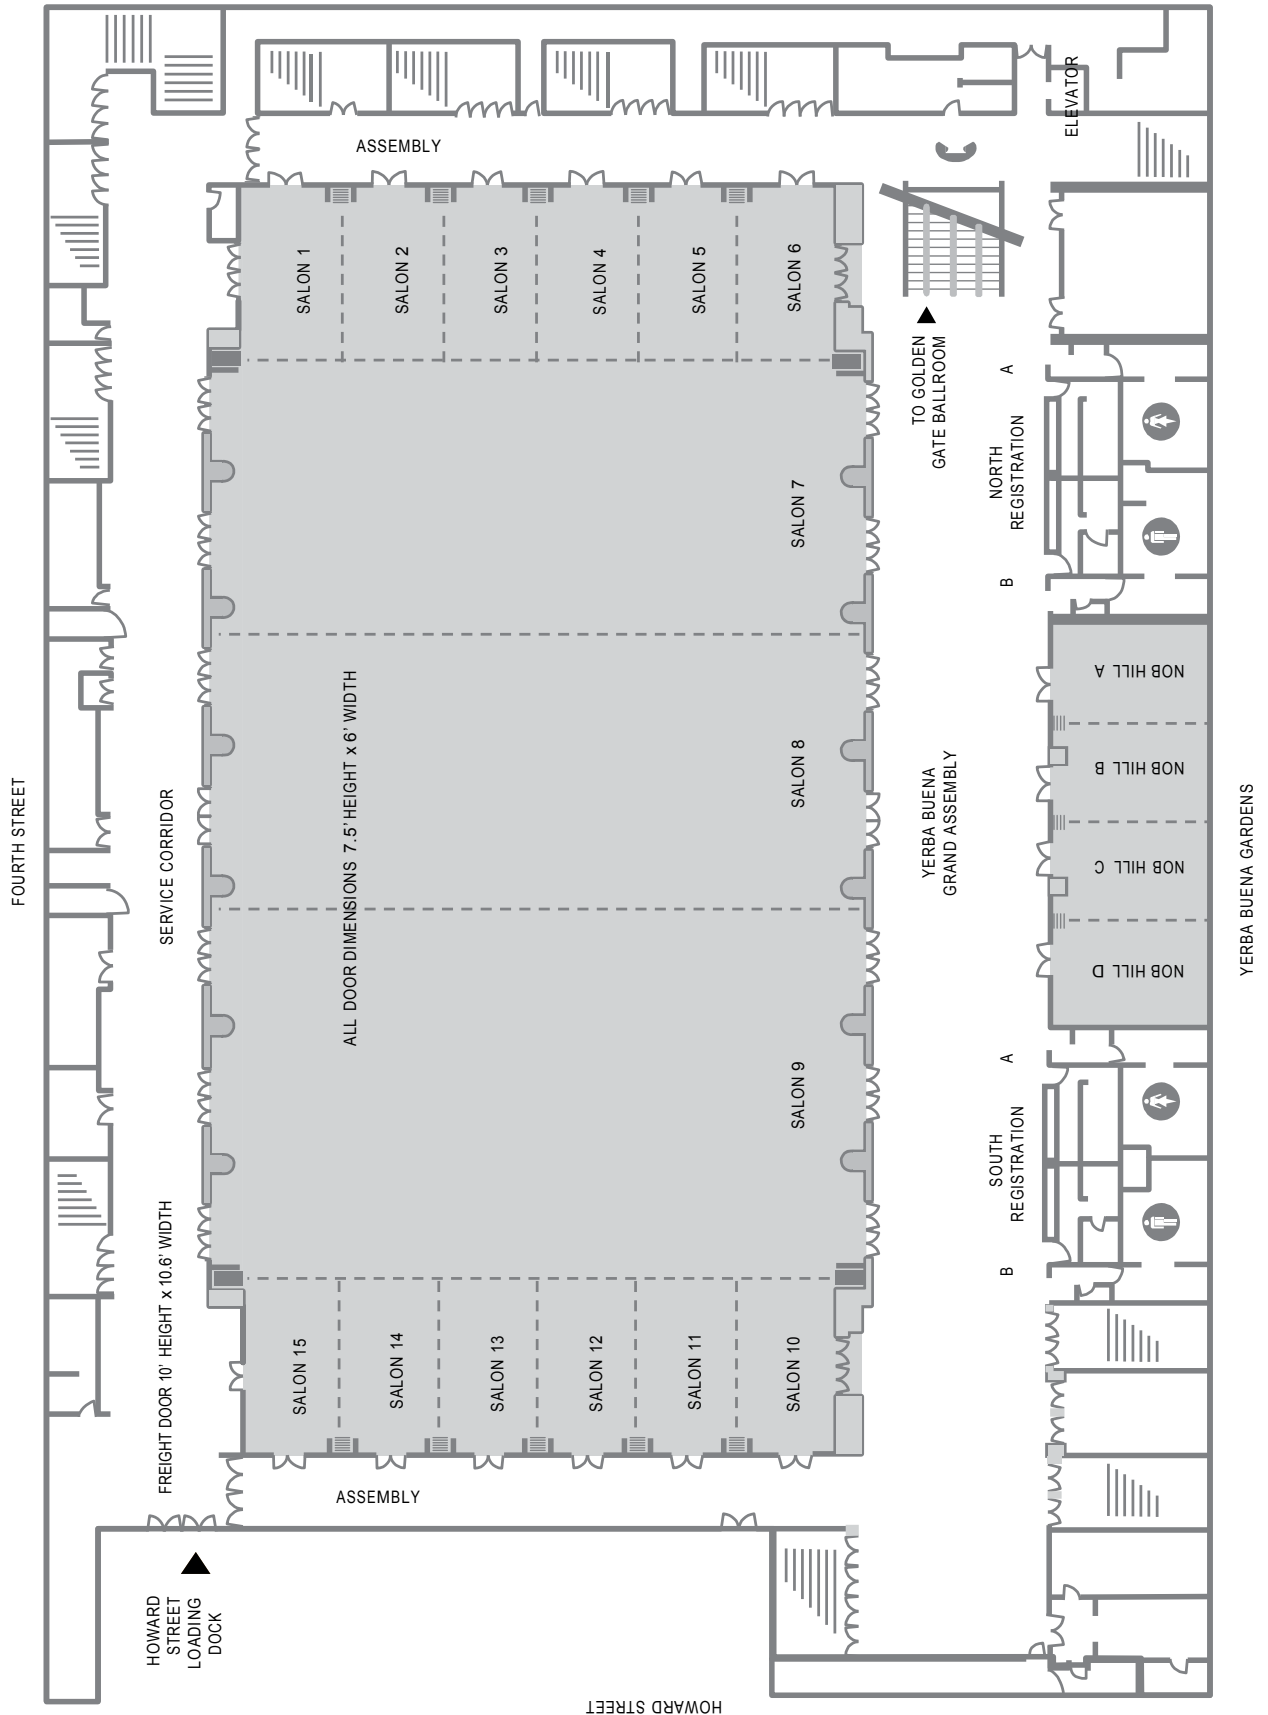 ELEVATOR
ASSEMBLY
SALON 1
SALON 2
SALON 3
SALON 4
SALON 5
SALON 6
TO GOLDEN
GATE BALLROOM
A
NORTH
REGISTRATION
B
SALON 7
NOB HILL A
NOB HILL B
NOB HILL C
NOB HILL D
ALL DOOR DIMENSIONS 7.5' HEIGHT x 6' WIDTH
SALON 8
YERBA BUENA
GRAND ASSEMBLY
FOURTH STREET
SERVICE CORRIDOR
YERBA BUENA GARDENS
SALON 9
A
SOUTH
REGISTRATION
B
FREIGHT DOOR 10' HEIGHT x 10.6' WIDTH
SALON 15
SALON 14
SALON 13
SALON 12
SALON 11
SALON 10
ASSEMBLY
HOWARD
STREET
LOADING
DOCK
HOWARD STREET